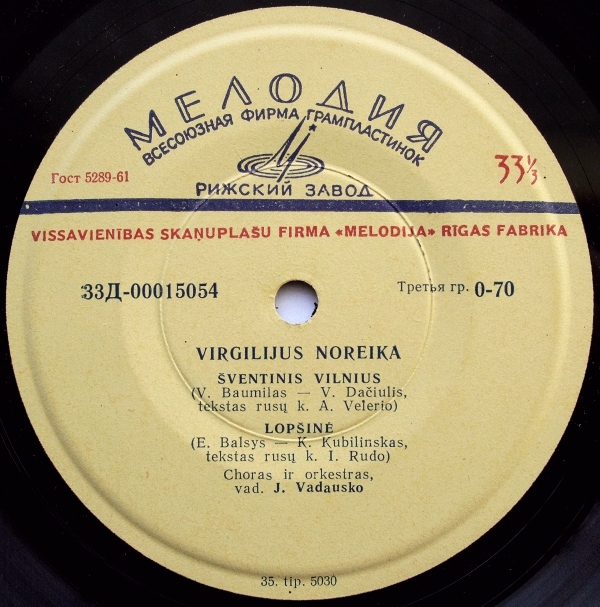 МЕЛОДИЯ
ВСЕСОЮЗНАЯ ФИРМА ГРАМПЛАСТИНОК
Гост 5289-61
33⅓
РИЖСКИЙ ЗАВОД
VISSAVIENĪBAS SKAŅUPLAŠU FIRMA «MELODIJA» RĪGAS FABRIKA
33Д-00015054
Третья гр. 0-70
VIRGILIJUS NOREIKA
ŠVENTINIS VILNIUS
(V. Baumilas — V. Dačiulis,
tekstas rusų k. A. Velerio)
LOPŠINĖ
(E. Balsys — K. Kubilinskas,
tekstas rusų k. I. Rudo)
Choras ir orkestras,
vad. J. Vadausko
35. tip. 5030